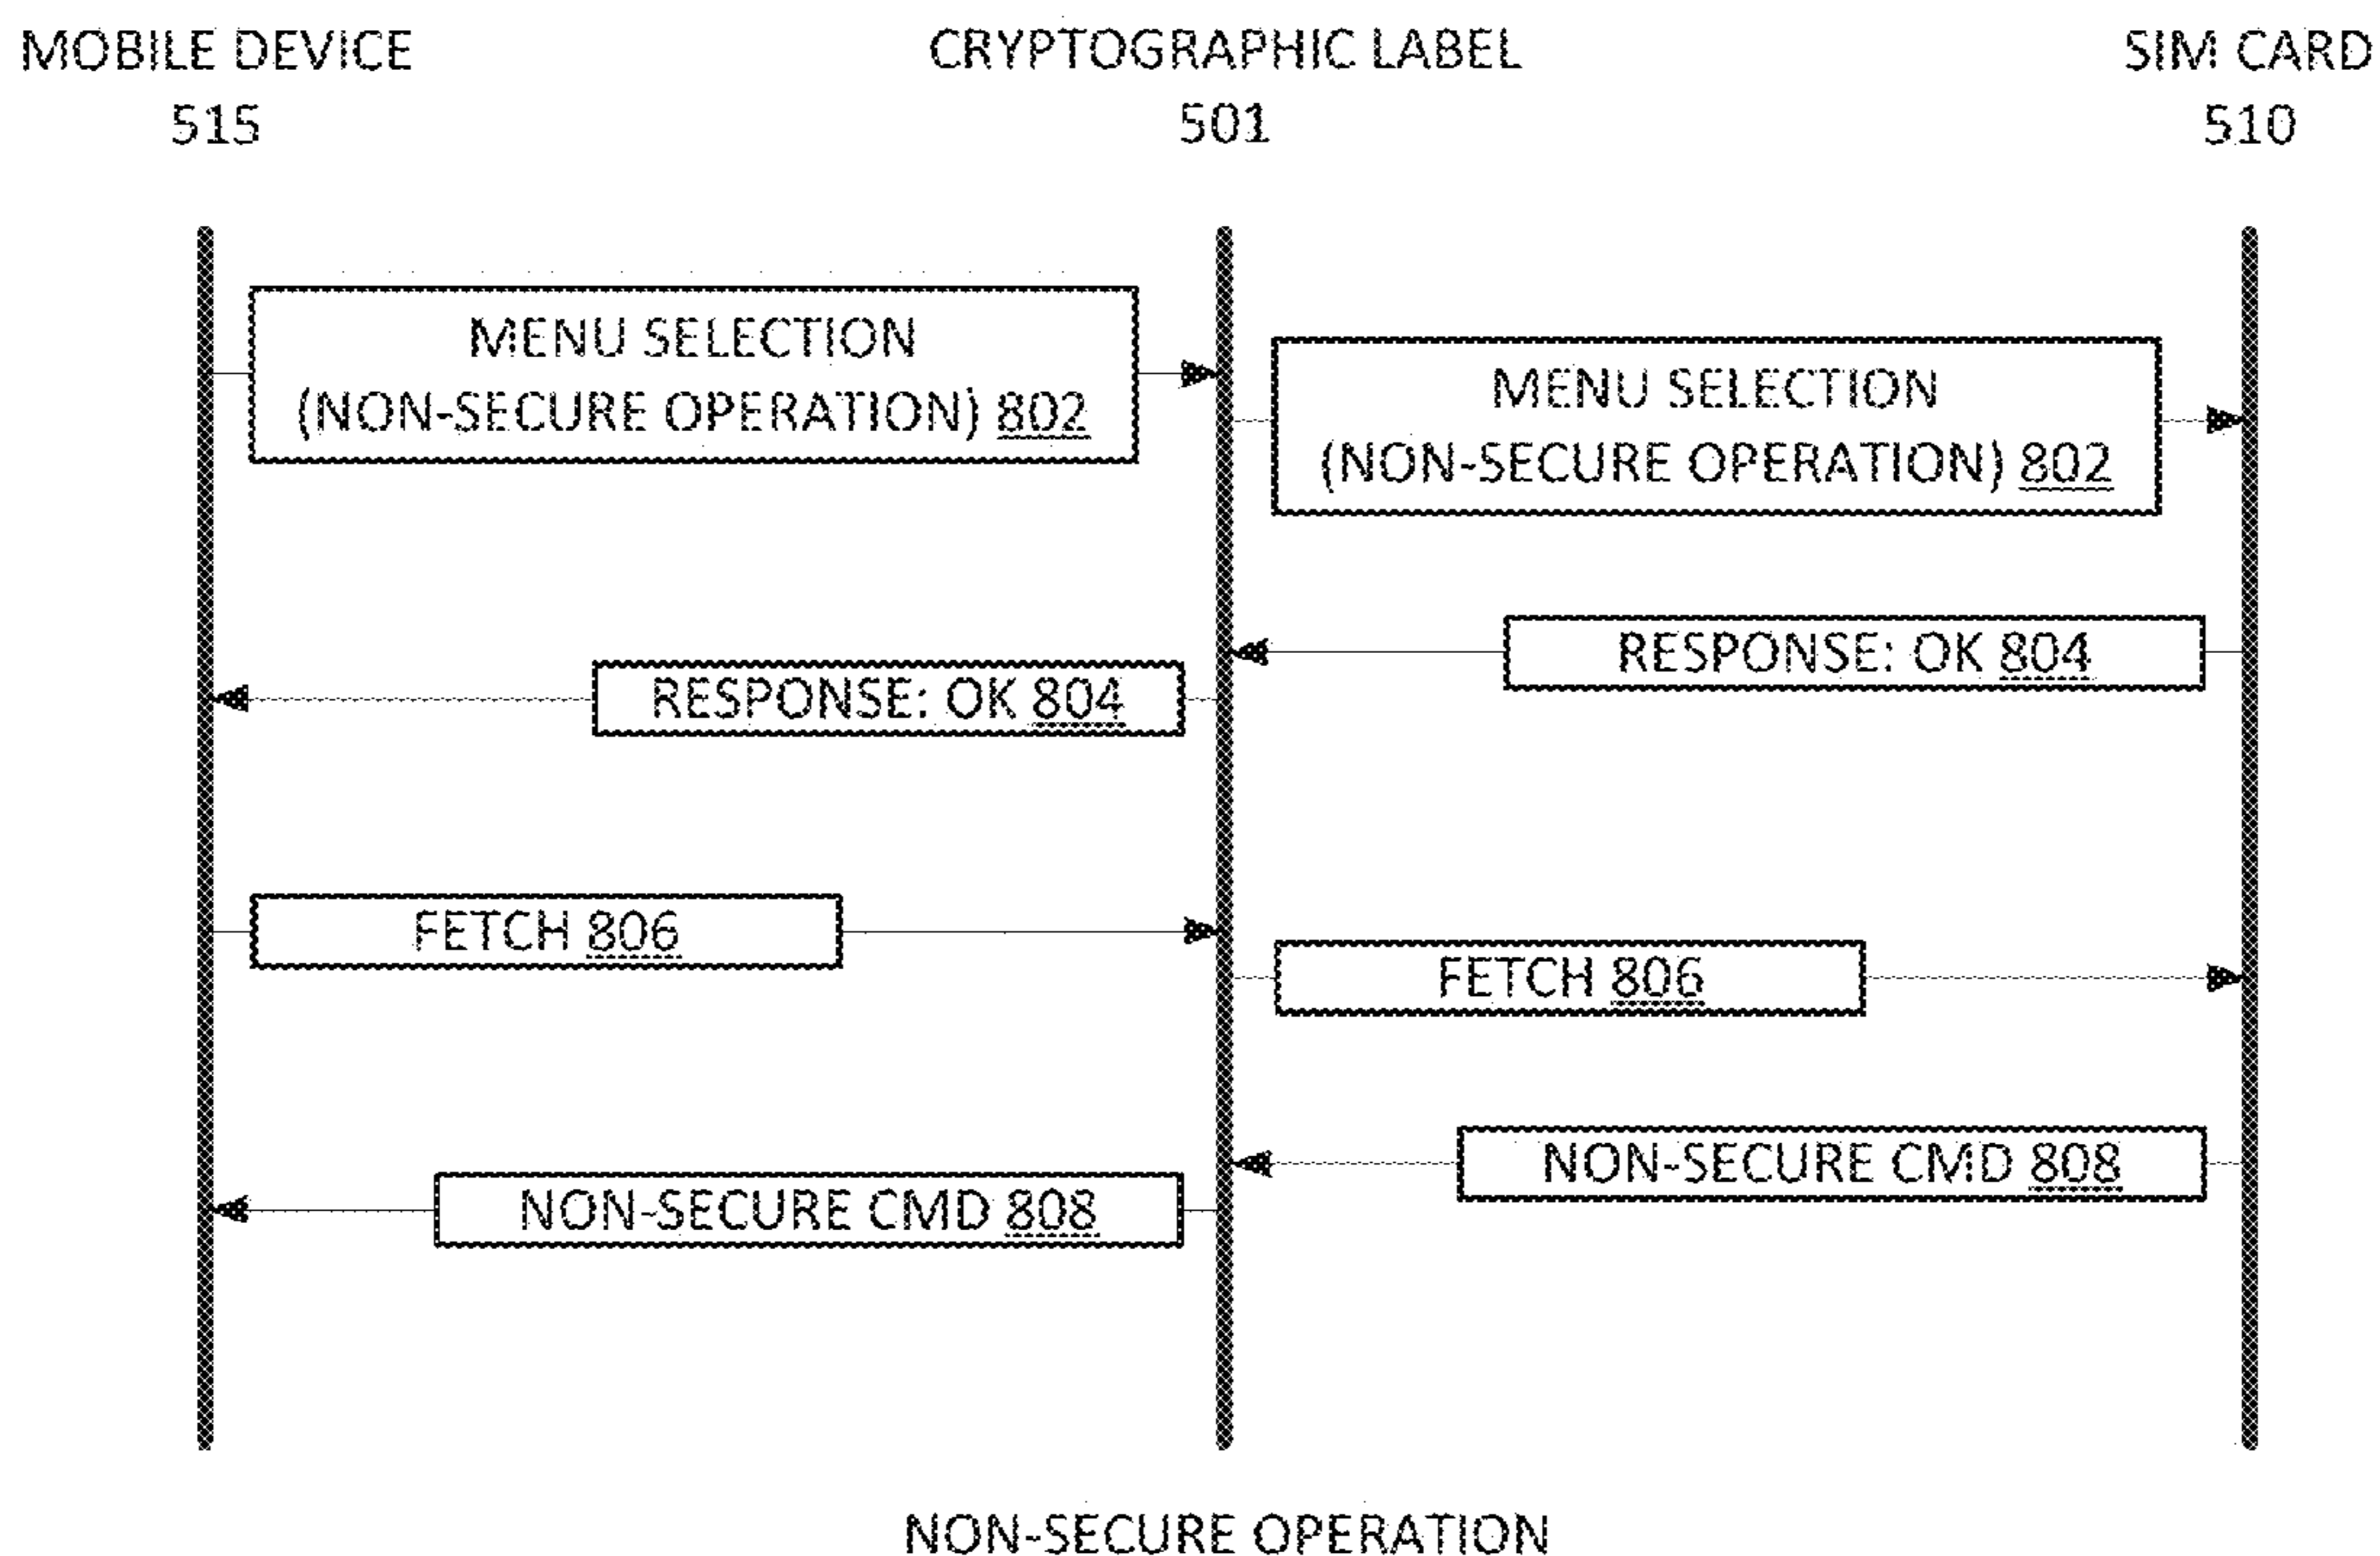 MOBILE DEVICE
515
CRYPTOGRAPHIC LABEL
501
SIM CARD
510
MENU SELECTION
(NON-SECURE OPERATION) 802
MENU SELECTION
(NON-SECURE OPERATION) 802
RESPONSE: OK 804
RESPONSE: OK 804
FETCH 806
FETCH 806
NON-SECURE CMD 808
NON-SECURE CMD 808
NON-SECURE OPERATION